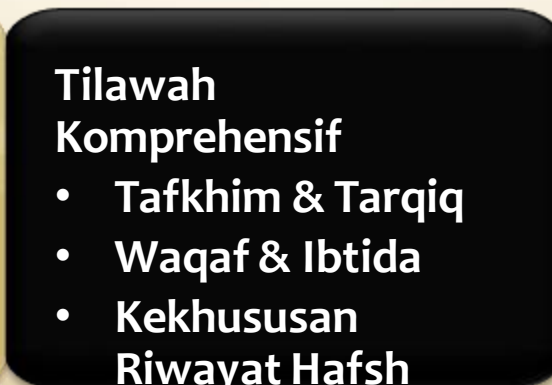 Tilawah
Komprehensif
• Tafkhim & Tarqiq
• Waqaf & Ibtida
• Kekhususan
Riwayat Hafsh